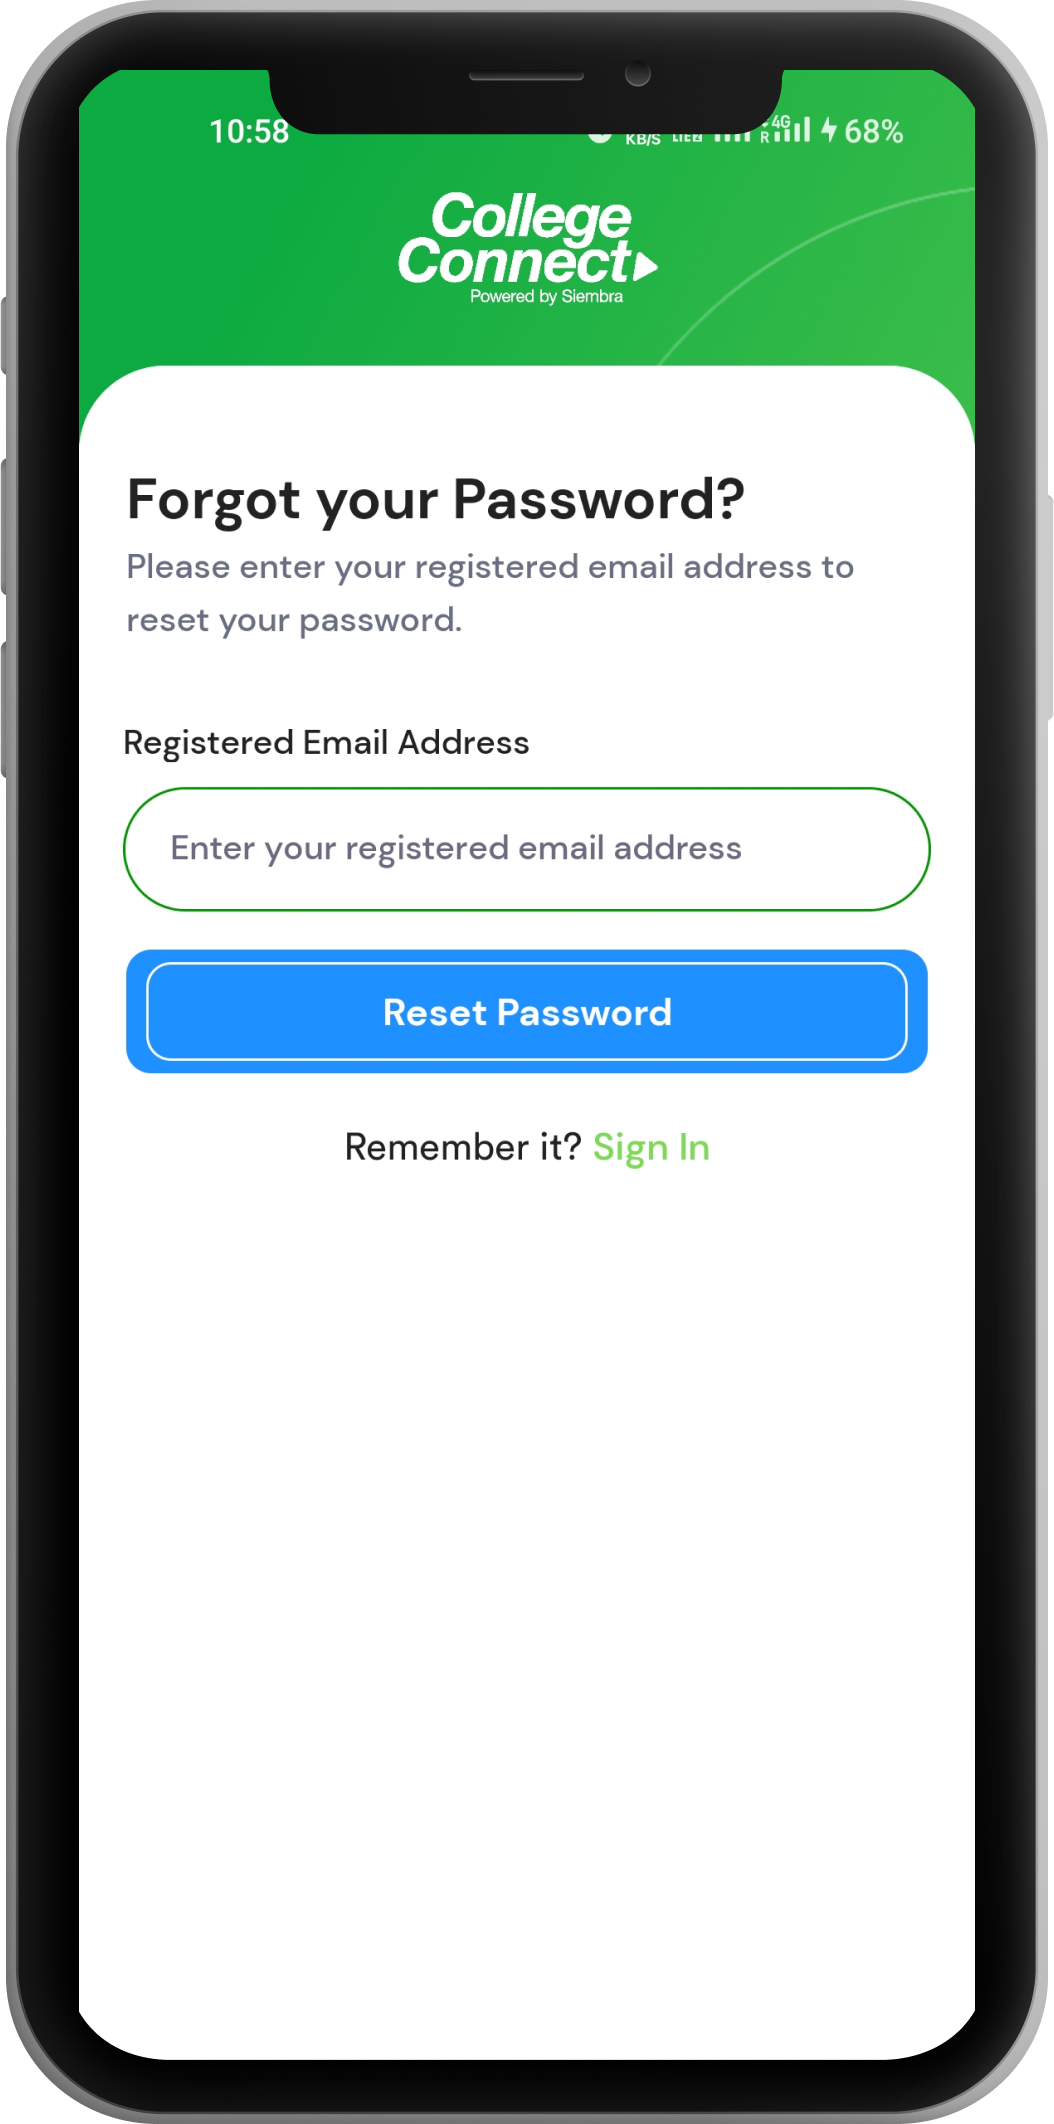 10:58
KB/S
4G
R
68%
College
Connect
Powered by Siembra
Forgot your Password?
Please enter your registered email address to
reset your password.
Registered Email Address
Enter your registered email address
Reset Password
Remember it? Sign In